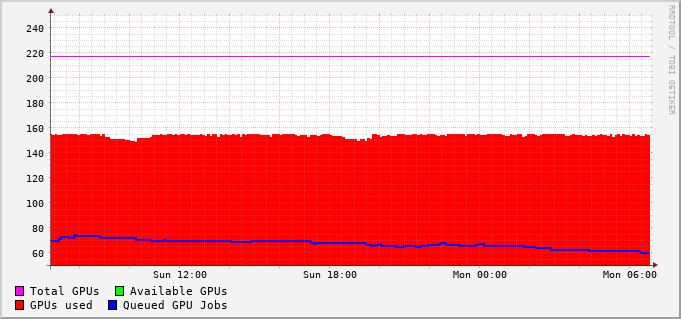 240
220
200
180
160
140
120
100
80
60
Sun 12:00 Sun 18:00 Mon 00:00 Mon 06:00
Total GPUs Available GPUs
GPUs used Queued GPU Jobs
RRDTOOL / TOBI OETIKER